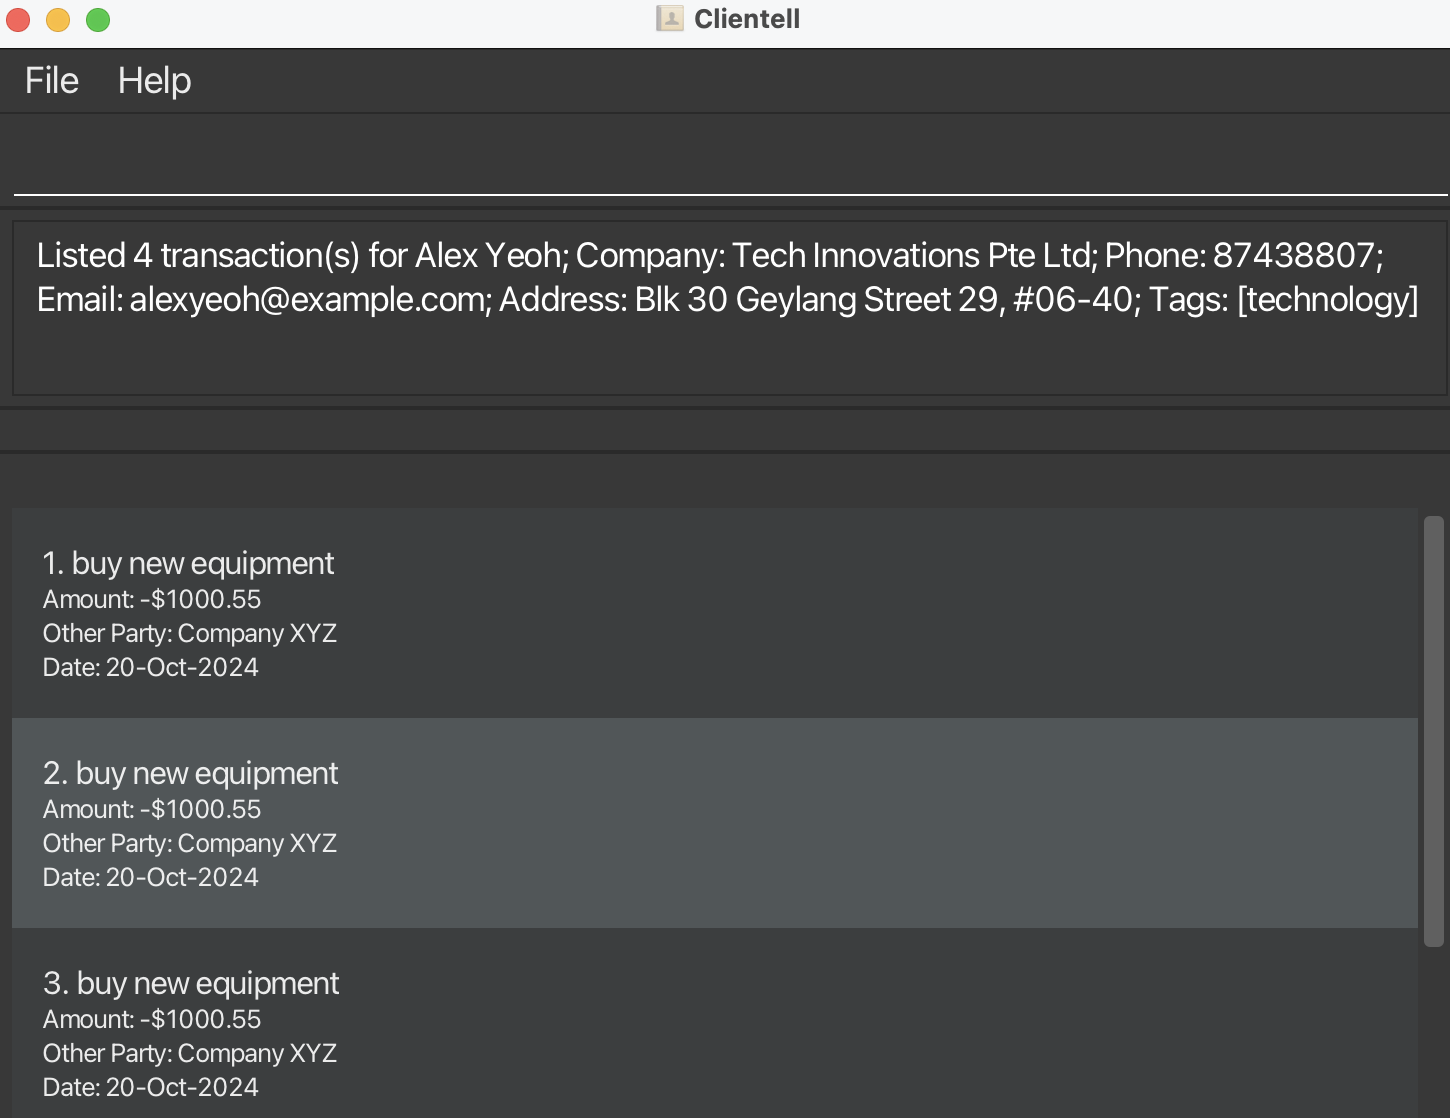 Clientell
File Help
Listed 4 transaction(s) for Alex Yeoh; Company: Tech Innovations Pte Ltd; Phone: 87438807;
Email: alexyeoh@example.com; Address: Blk 30 Geylang Street 29, #06-40; Tags: [technology]
1. buy new equipment
Amount: -$1000.55
Other Party: Company XYZ
Date: 20-Oct-2024
2. buy new equipment
Amount: -$1000.55
Other Party: Company XYZ
Date: 20-Oct-2024
3. buy new equipment
Amount: -$1000.55
Other Party: Company XYZ
Date: 20-Oct-2024